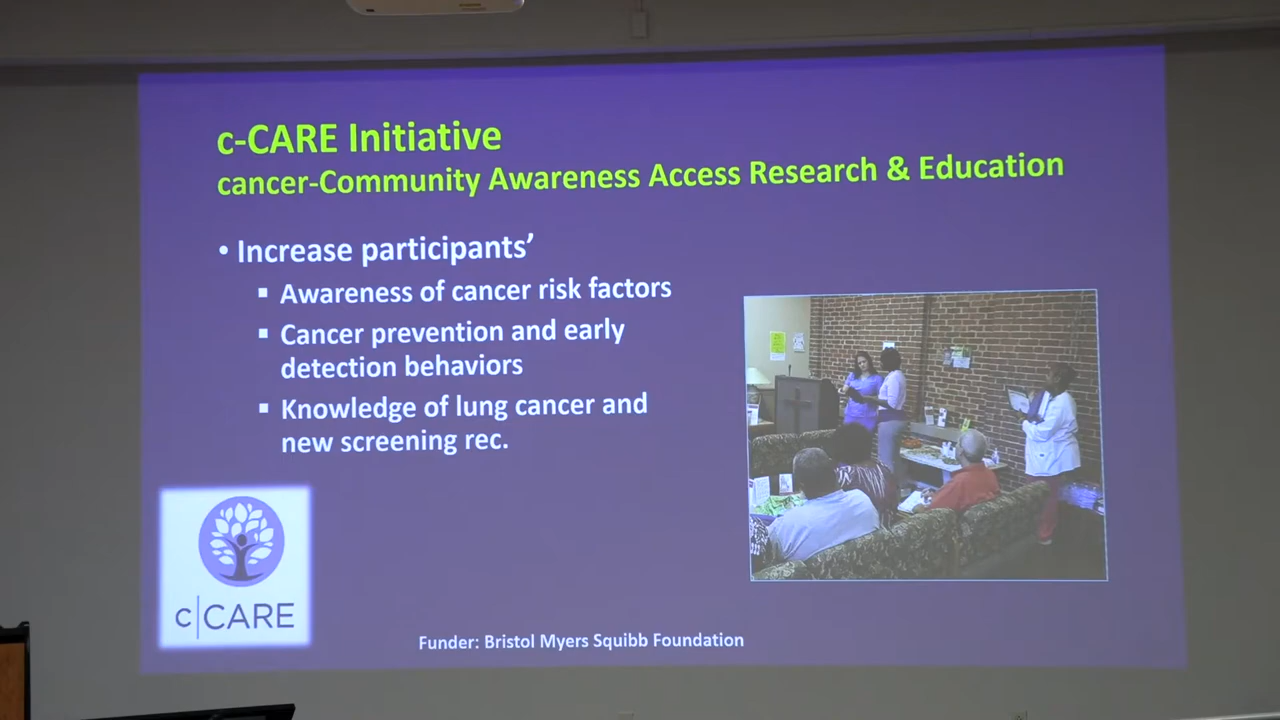 c-CARE Initiative
cancer-Community Awareness Access Research & Education
• Increase participants’
▪ Awareness of cancer risk factors
▪ Cancer prevention and early
detection behaviors
▪ Knowledge of lung cancer and
new screening rec.
c|CARE
Funder: Bristol Myers Squibb Foundation